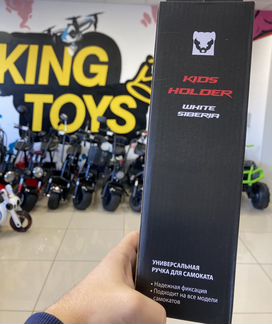 KING
TOYS
KIDS
HOLDER
WHITE
SIBERIA
УНИВЕРСАЛЬНАЯ
РУЧКА ДЛЯ САМОКАТА
• Надежная фиксация
• Подходит на все модели
самокатов